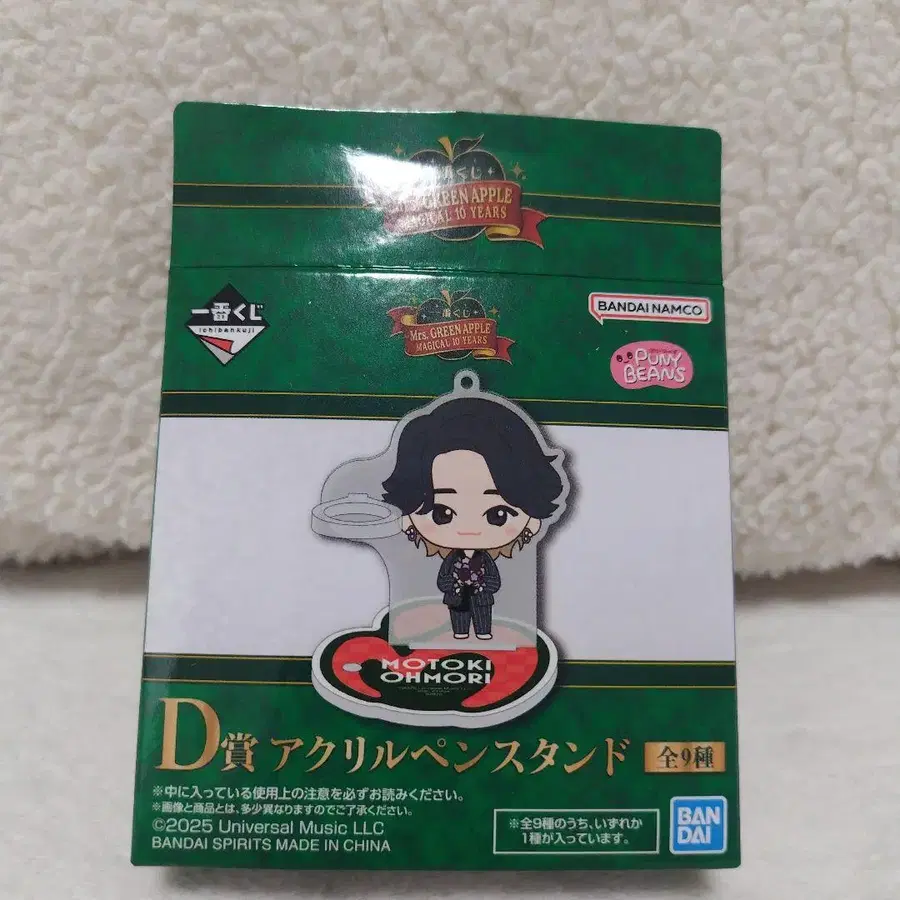 番くじ
Mrs. GREEN APPLE
MAGICAL 10 YEARS
一番くじ
ichibankuji
一番くじ
Mrs. GREEN APPLE
MAGICAL 10 YEARS
BANDAI NAMCO
PUNY
BEANS
MOTOKI
OHMORI
D賞 アクリルペンスタンド 全9種
※中に入っている使用上の注意を必ずお読みください。
※画像と商品とは、多少異なりますのでご了承ください。
©2025 Universal Music LLC
BANDAI SPIRITS MADE IN CHINA
※全9種のうち、いずれか
1種が入っています。
BAN
DAI